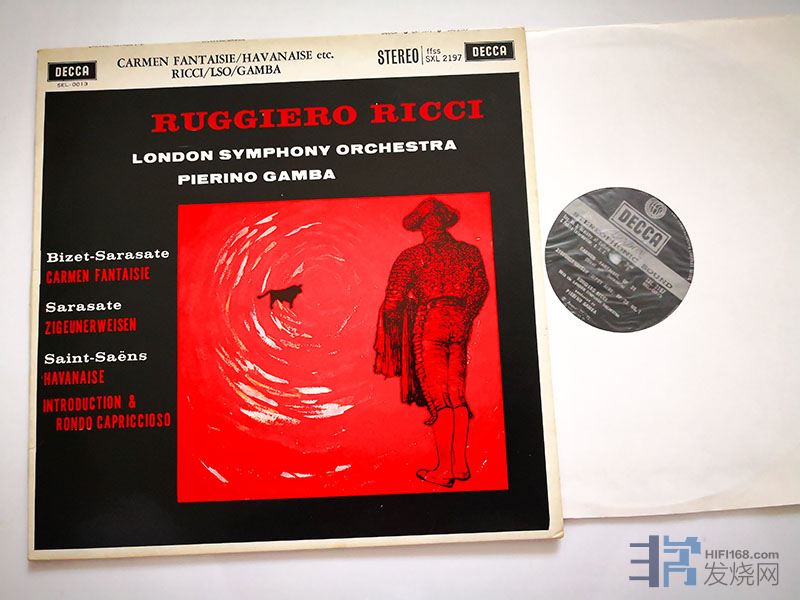 DECCA
SEL-0013
CARMEN FANTAISIE/HAVANAISE etc.
RICCI/LSO/GAMBA
STEREO
ffss
SXL 2197
DECCA
RUGGIERO RICCI
LONDON SYMPHONY ORCHESTRA
PIERINO GAMBA
Bizet-Sarasate
CARMEN FANTAISIE
Sarasate
ZIGEUNERWEISEN
Saint-Saëns
HAVANAISE
INTRODUCTION &
RONDO CAPRICCIOSO
DECCA
SOUND
HIFI168.com
发烧网